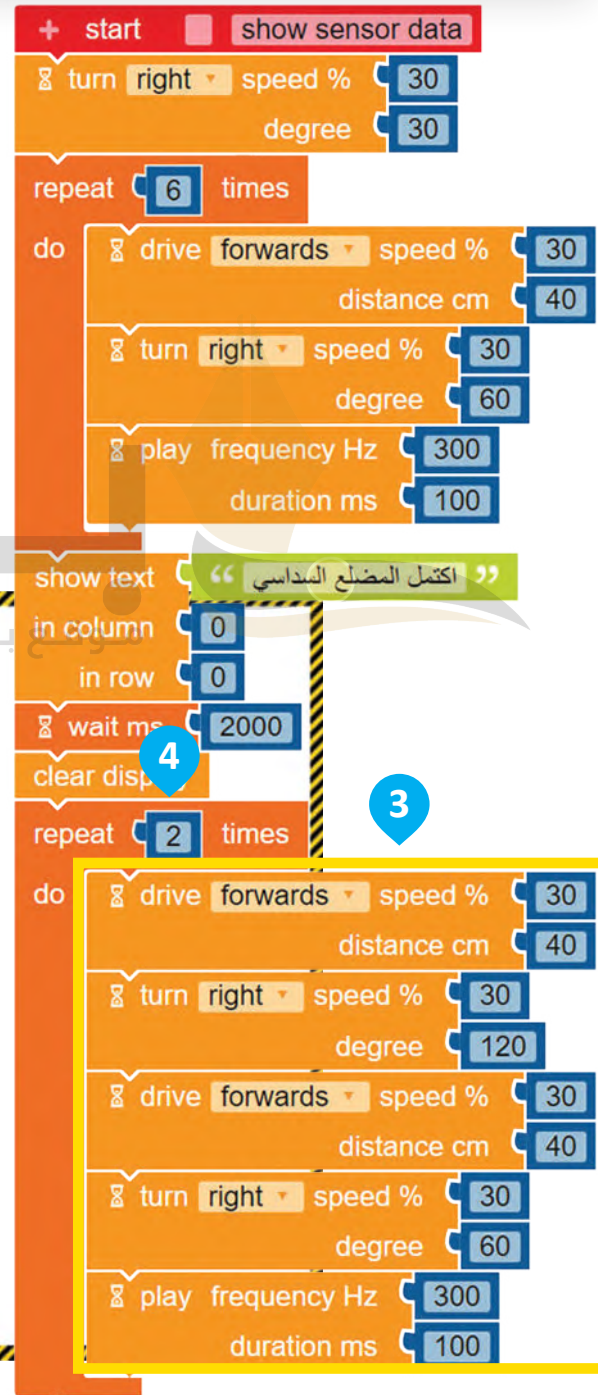 + start show sensor data
turn right speed % 30
degree 30
repeat 6 times
do drive forwards speed % 30
distance cm 40
turn right speed % 30
degree 60
play frequency Hz 300
duration ms 100
show text “ اكتمل المضلع السداسي ”
in column 0
in row 0
wait ms 2000
4
clear display
3
repeat 2 times
do drive forwards speed % 30
distance cm 40
turn right speed % 30
degree 120
drive forwards speed % 30
distance cm 40
turn right speed % 30
degree 60
play frequency Hz 300
duration ms 100